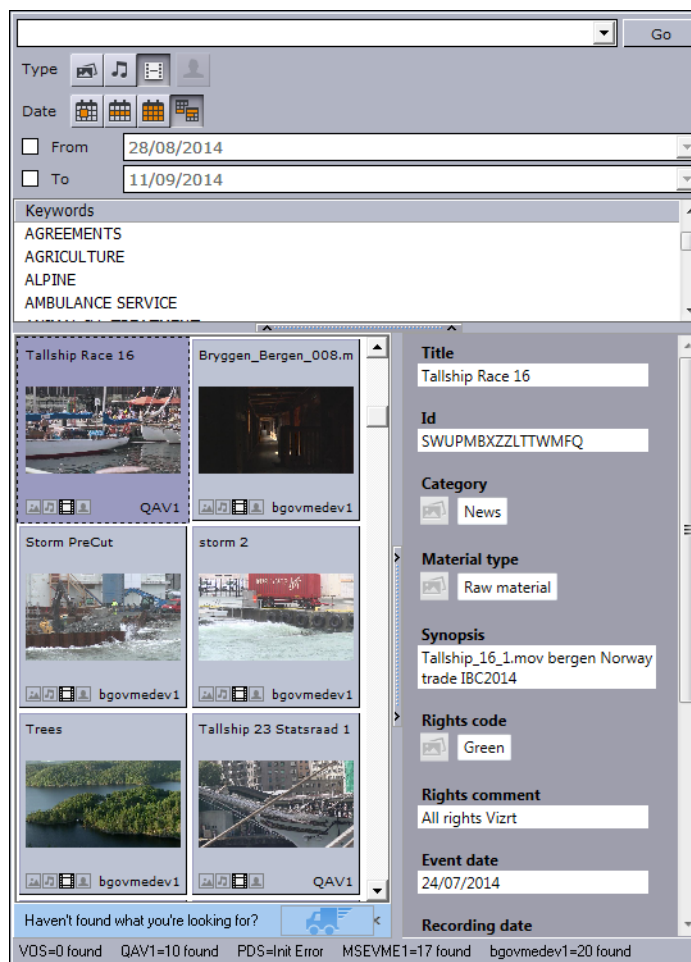 Go
Type
Date
From 28/08/2014
To 11/09/2014
Keywords
AGREEMENTS
AGRICULTURE
ALPINE
AMBULANCE SERVICE
Tallship Race 16
QAV1
Bryggen_Bergen_008.m
bgovmedev1
Storm PreCut
bgovmedev1
storm 2
bgovmedev1
Trees
bgovmedev1
Tallship 23 Statsraad 1
QAV1
Haven't found what you're looking for?
Title
Tallship Race 16
Id
SWUPMBXZZLTTWMFQ
Category
News
Material type
Raw material
Synopsis
Tallship_16_1.mov bergen Norway
trade IBC2014
Rights code
Green
Rights comment
All rights Vizrt
Event date
24/07/2014
Recording date
VOS=0 found QAV1=10 found PDS=Init Error MSEVME1=17 found bgovmedev1=20 found